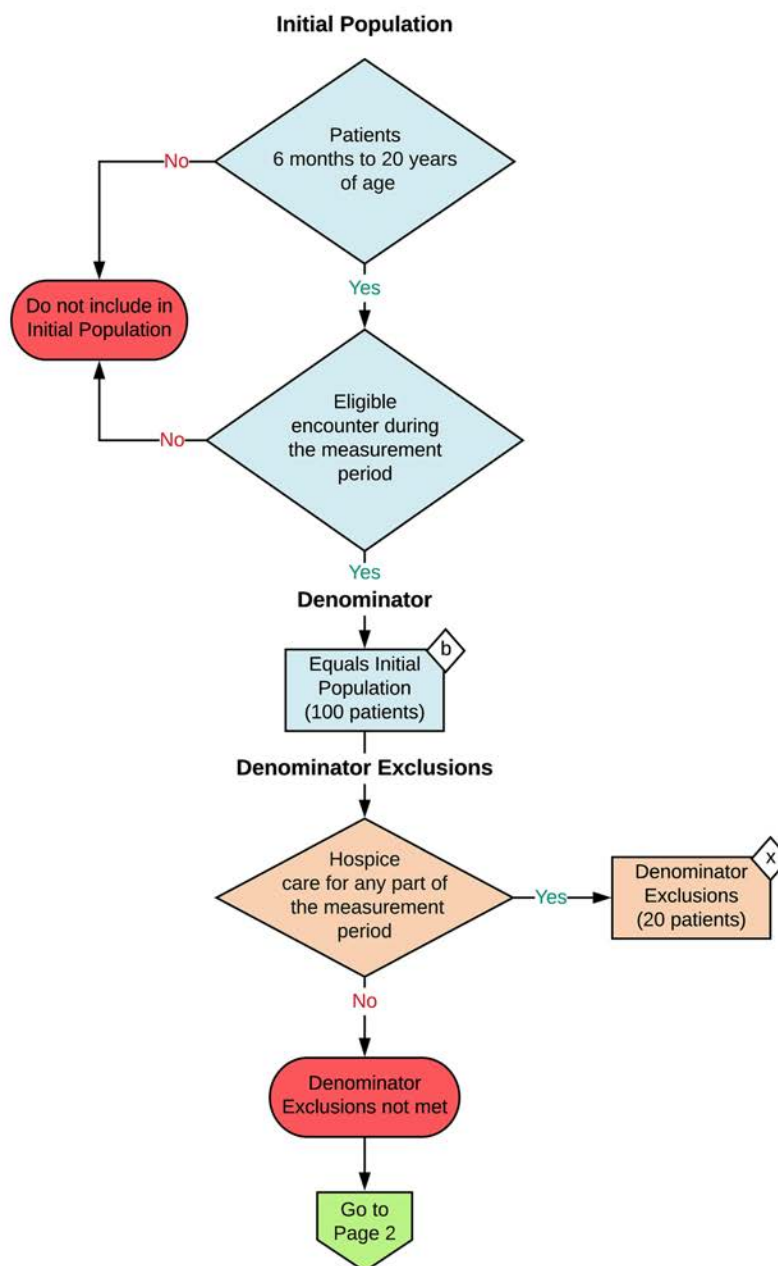 Initial Population
Patients
6 months to 20 years
of age
No
Yes
Do not include in
Initial Population
Eligible
encounter during
the measurement
period
No
Yes
Denominator
b
Equals Initial
Population
(100 patients)
Denominator Exclusions
Hospice
care for any part of
the measurement
period
Yes
x
Denominator
Exclusions
(20 patients)
No
Denominator
Exclusions not met
Go to
Page 2